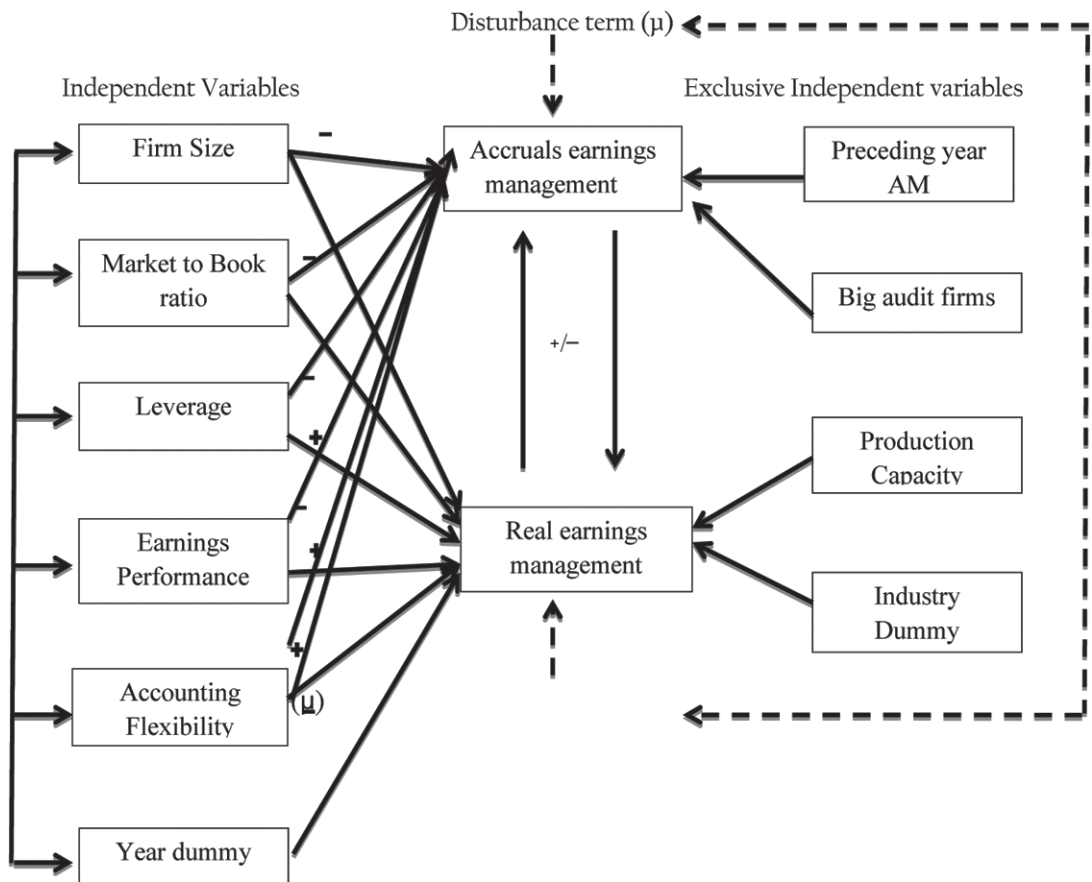 Disturbance term (µ)
Independent Variables
Exclusive Independent variables
Firm Size
–
Accruals earnings
management
Preceding year
AM
Market to Book
ratio
–
Big audit firms
+/–
Leverage
–
+
Production
Capacity
Earnings
Performance
–
+
Real earnings
management
Industry
Dummy
Accounting
Flexibility
+
(µ)
–
Year dummy